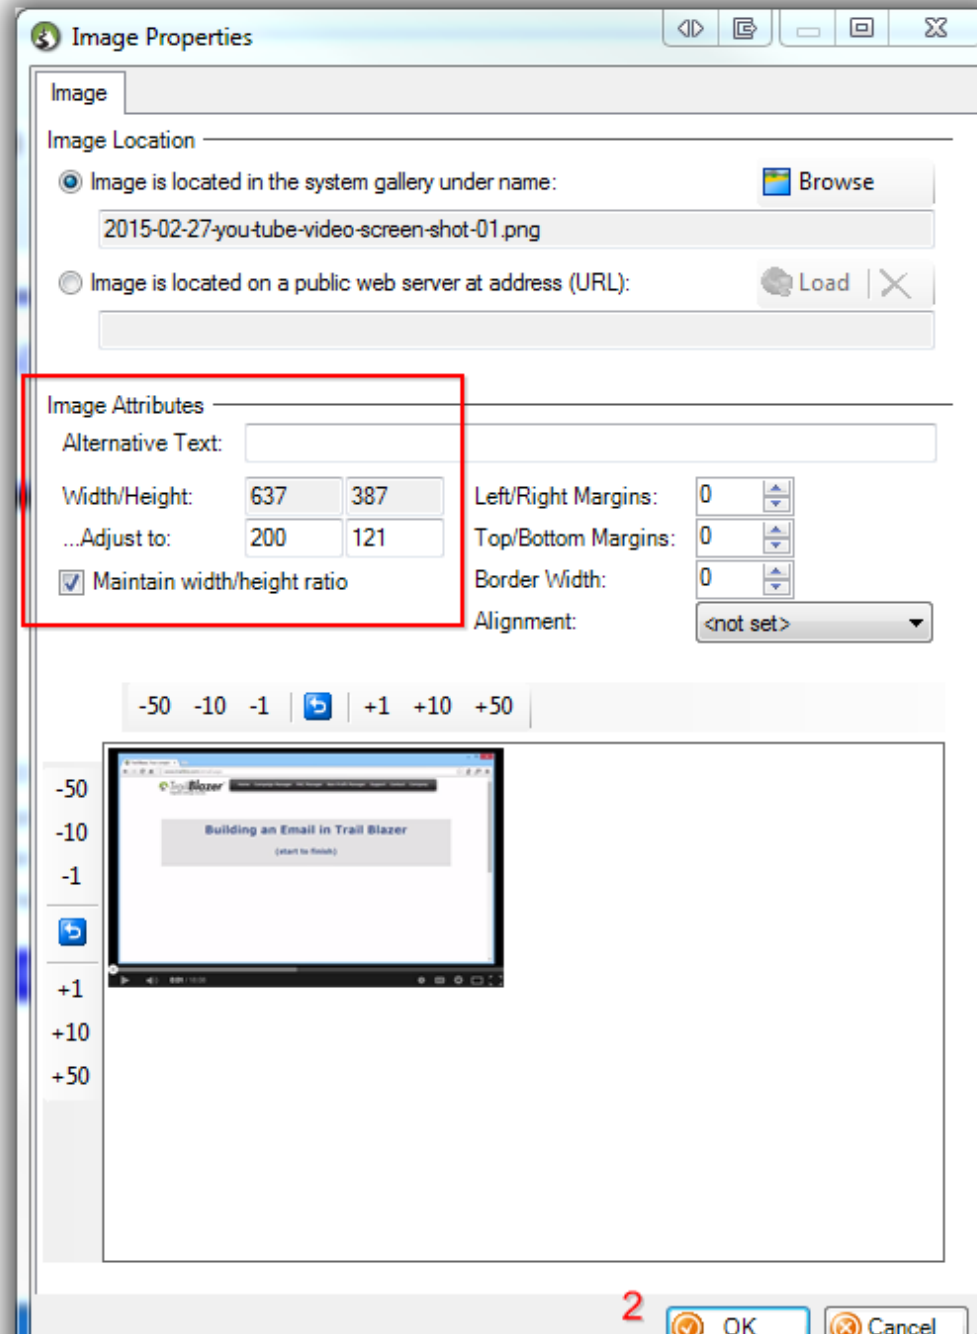 Image Properties
Image
Image Location
Image is located in the system gallery under name:
Browse
2015-02-27-you-tube-video-screen-shot-01.png
Image is located on a public web server at address (URL):
Load
Image Attributes
Alternative Text:
Width/Height: 637 387 Left/Right Margins: 0
...Adjust to: 200 121 Top/Bottom Margins: 0
Maintain width/height ratio Border Width: 0
Alignment: <not set>
-50 -10 -1 +1 +10 +50
-50
-10
-1
+1
+10
+50
TrailBlazer
Building an Email in Trail Blazer
(start to finish)
2 OK Cancel